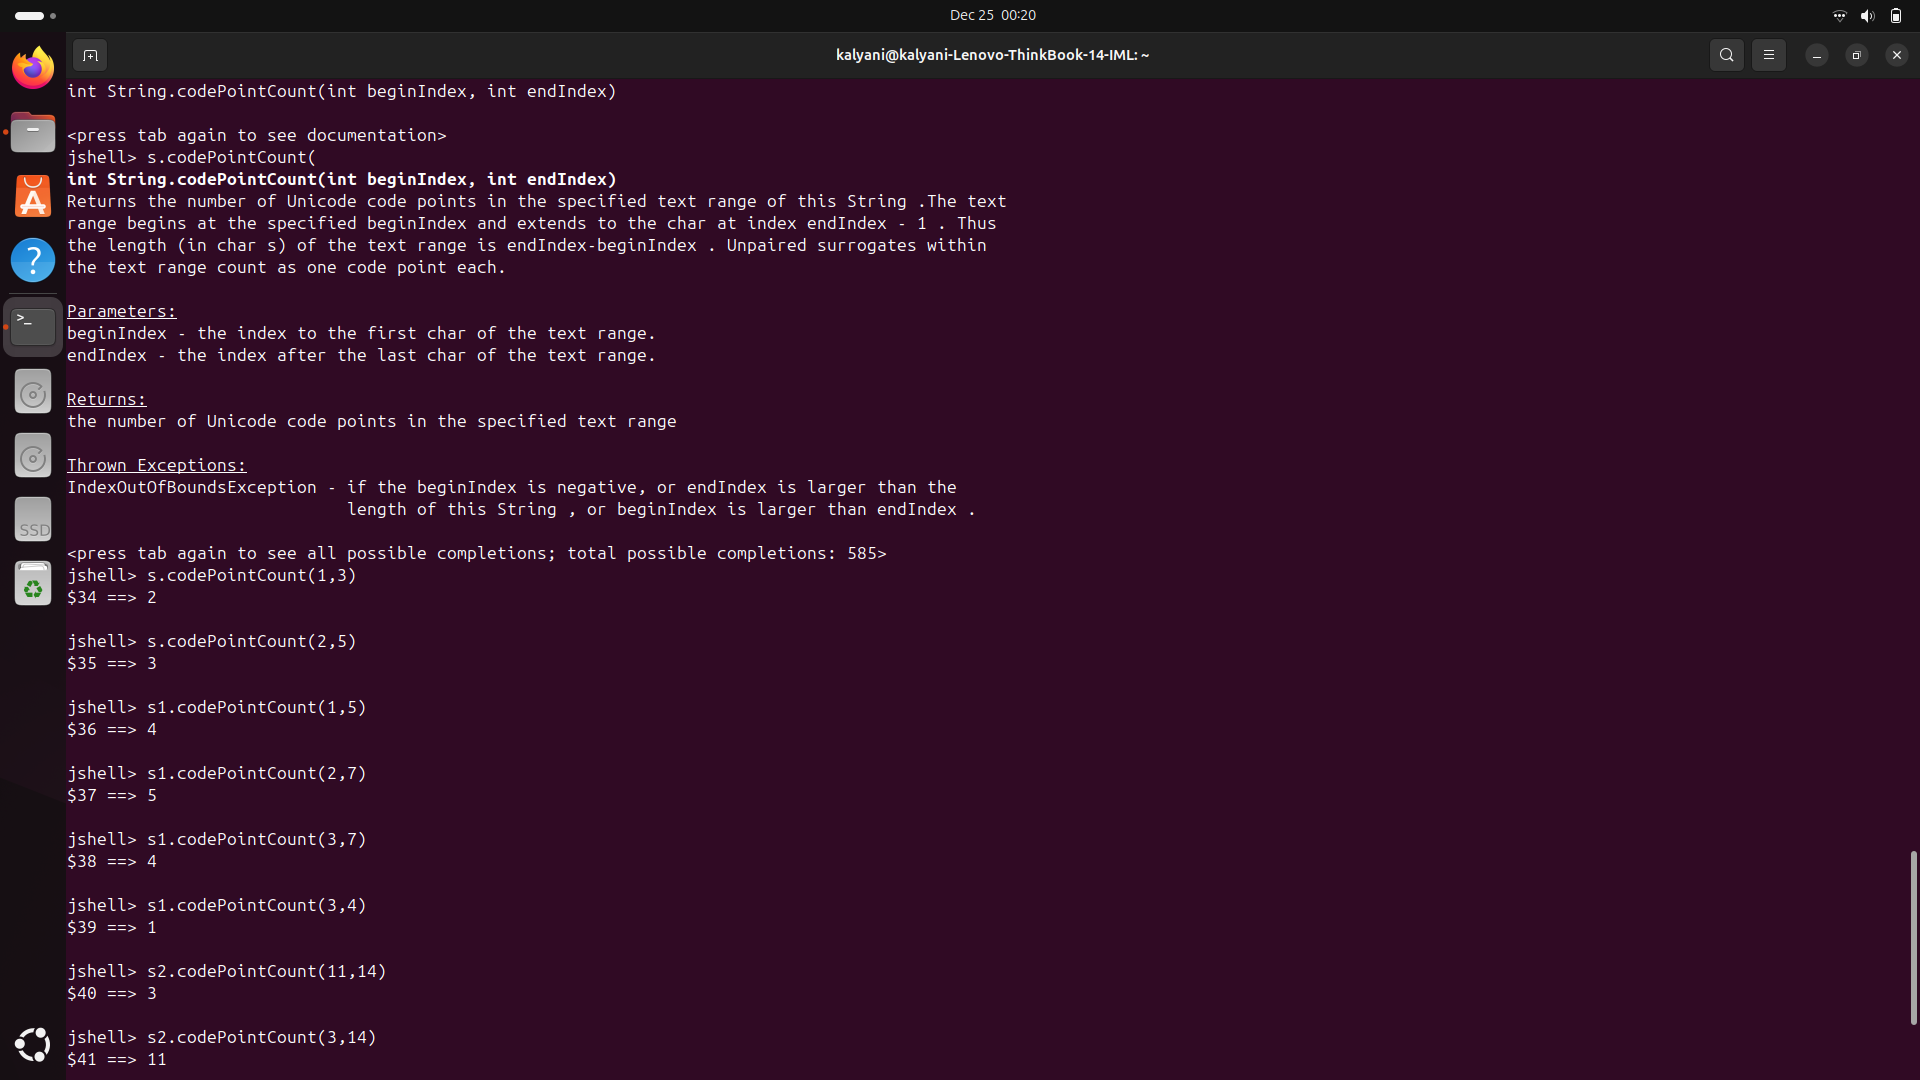 Dec 25 00:20
kalyani@kalyani-Lenovo-ThinkBook-14-IML: ~
int String.codePointCount(int beginIndex, int endIndex)
<press tab again to see documentation>
jshell> s.codePointCount(
int String.codePointCount(int beginIndex, int endIndex)
Returns the number of Unicode code points in the specified text range of this String .The text
range begins at the specified beginIndex and extends to the char at index endIndex - 1 . Thus
the length (in char s) of the text range is endIndex-beginIndex . Unpaired surrogates within
the text range count as one code point each.
Parameters:
beginIndex - the index to the first char of the text range.
endIndex - the index after the last char of the text range.
Returns:
the number of Unicode code points in the specified text range
Thrown Exceptions:
IndexOutOfBoundsException - if the beginIndex is negative, or endIndex is larger than the
length of this String , or beginIndex is larger than endIndex .
<press tab again to see all possible completions; total possible completions: 585>
jshell> s.codePointCount(1,3)
$34 ==> 2
jshell> s.codePointCount(2,5)
$35 ==> 3
jshell> s1.codePointCount(1,5)
$36 ==> 4
jshell> s1.codePointCount(2,7)
$37 ==> 5
jshell> s1.codePointCount(3,7)
$38 ==> 4
jshell> s1.codePointCount(3,4)
$39 ==> 1
jshell> s2.codePointCount(11,14)
$40 ==> 3
jshell> s2.codePointCount(3,14)
$41 ==> 11
?
>_
SSD